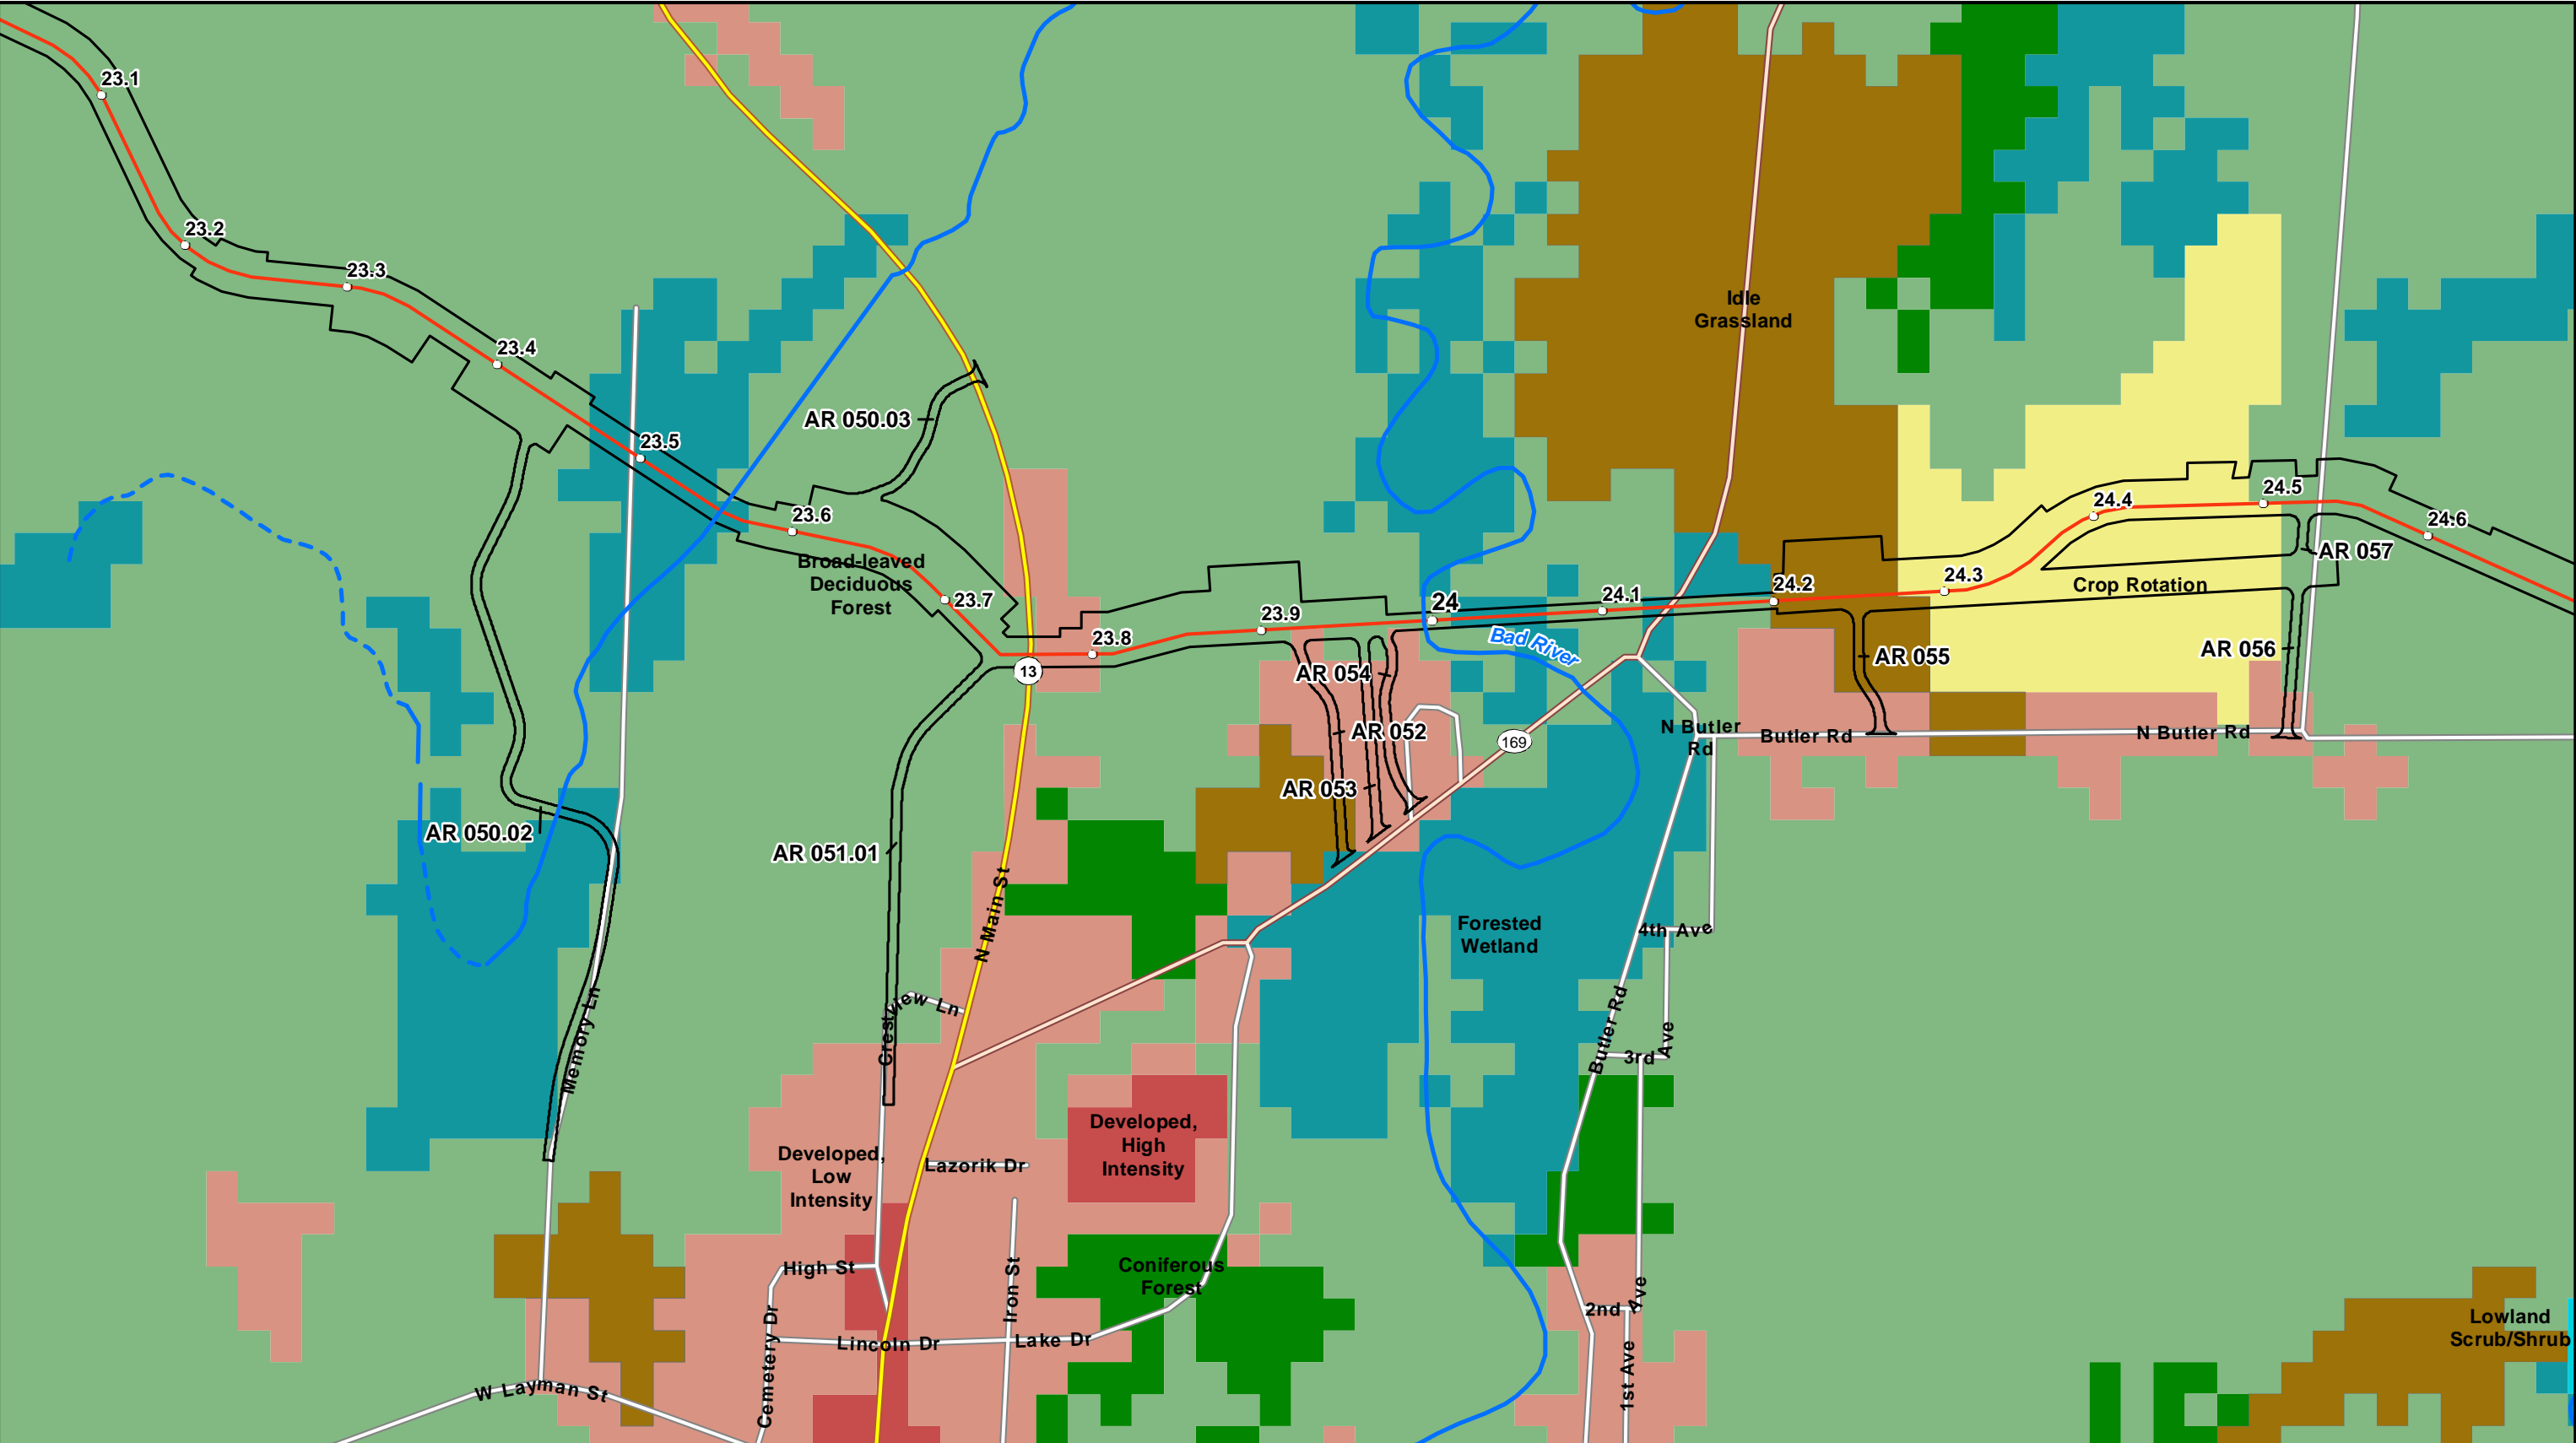 23.1
23.2
23.3
Idle
Grassland
23.4
AR 050.03
23.5
23.6
24.5
24.4
24.6
AR 057
Broad-leaved
Deciduous
Forest
23.7
24.3
24.2
Crop Rotation
24.1
24
23.9
23.8
Bad River
13
AR 054
AR 055
AR 056
AR 052
169
N Butler
Rd
Butler Rd
N Butler Rd
AR 053
AR 050.02
AR 051.01
N Main St
Forested
Wetland
4th Ave
Crestview Ln
Memory Ln
Butler Rd
3rd Ave
Developed,
High
Intensity
Developed,
Low
Intensity
Lazorik Dr
High St
Coniferous
Forest
Iron St
2nd Ave
Lowland
Scrub/Shrub
Lincoln Dr
Lake Dr
Cemetery Dr
1st Ave
W Layman St